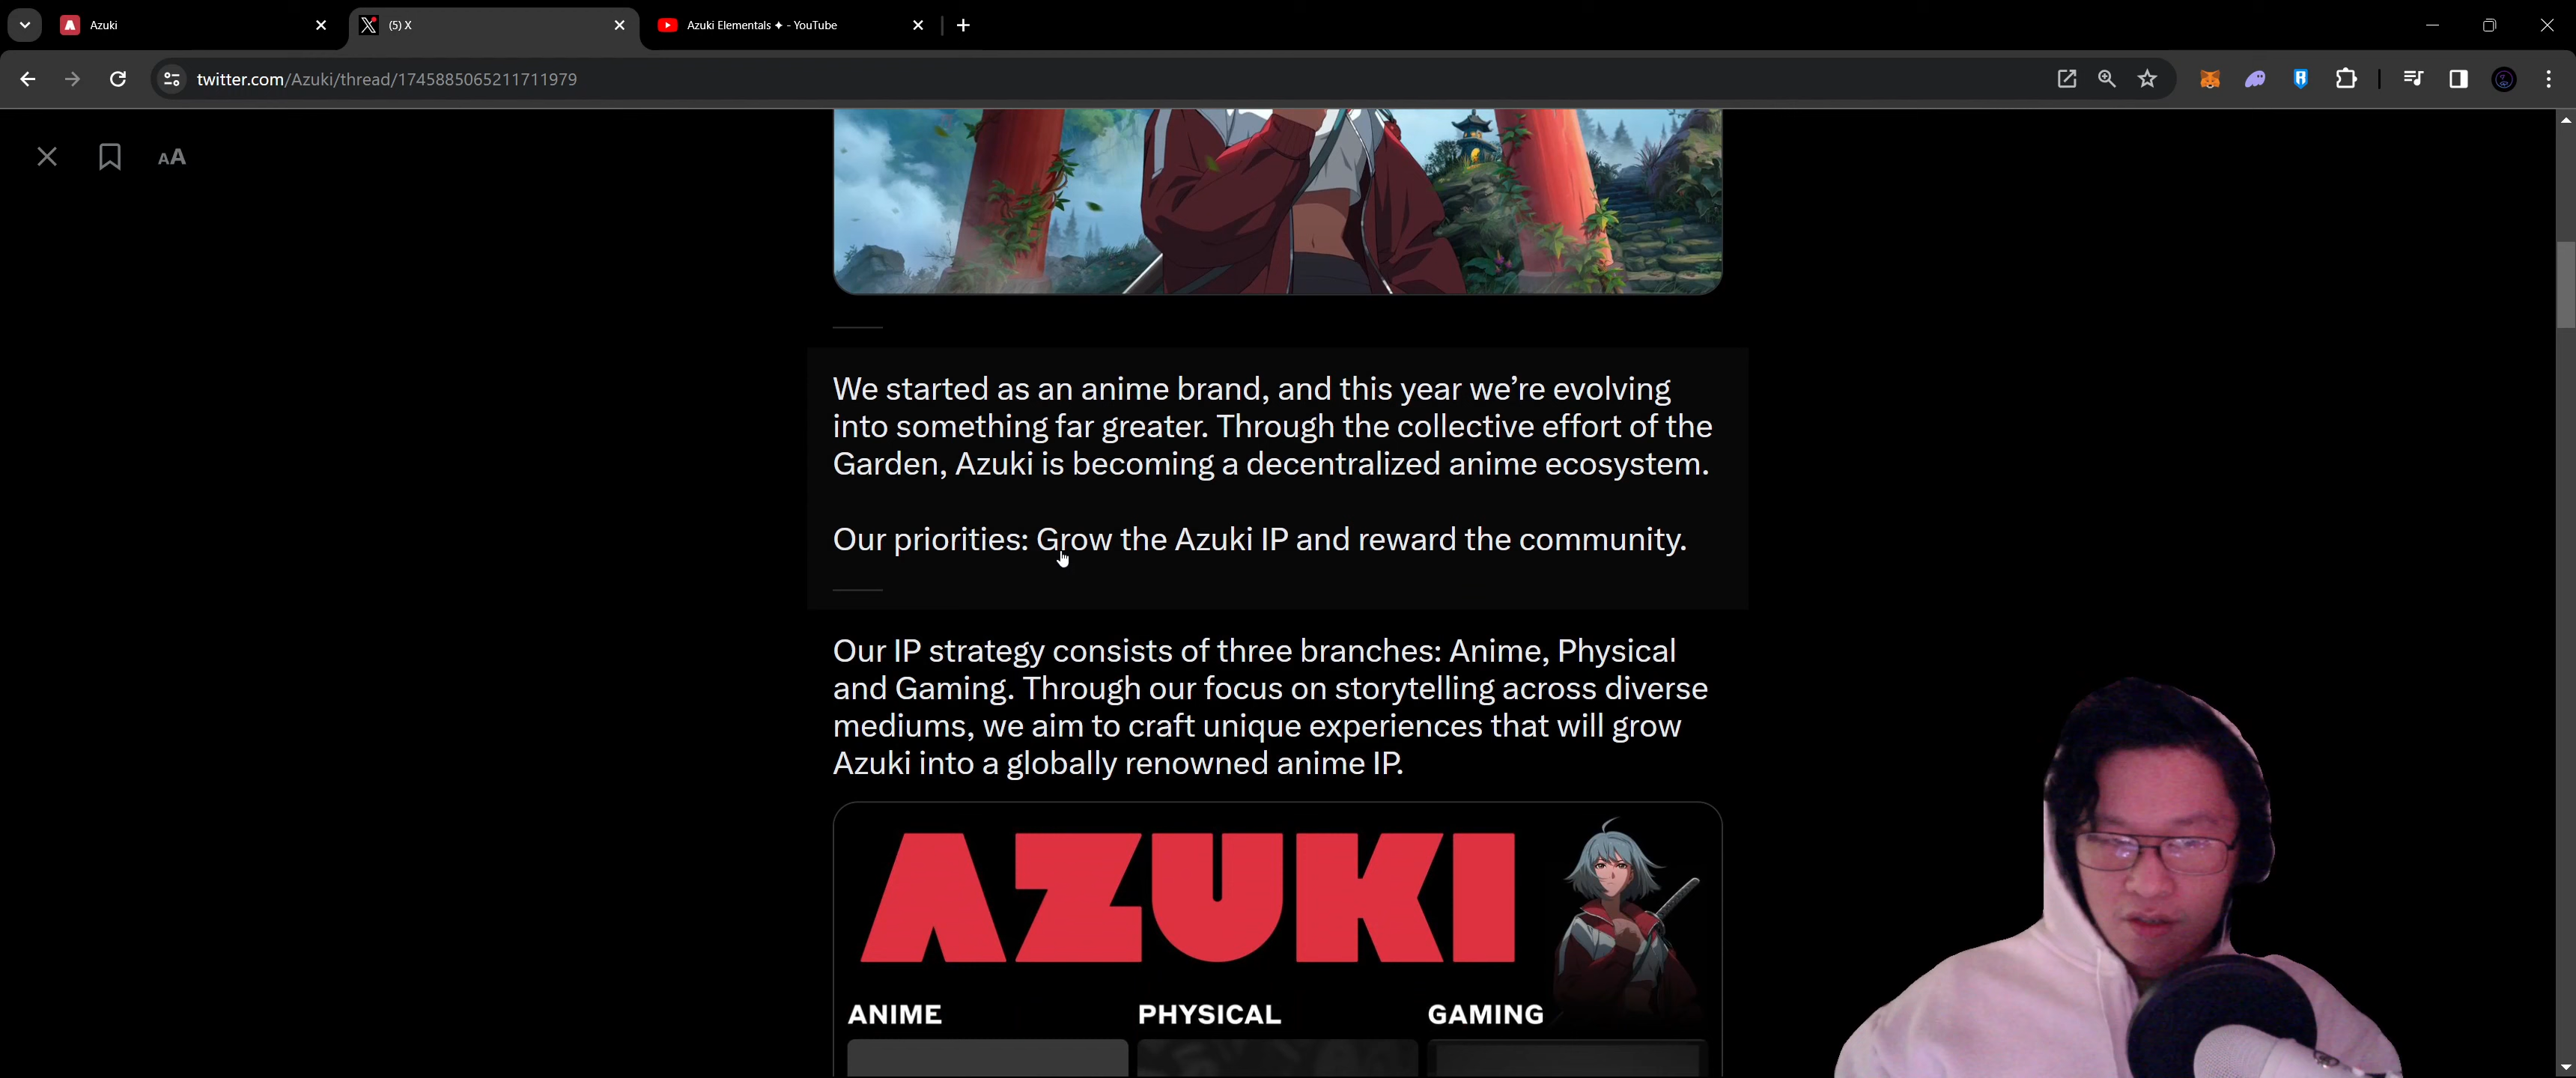 Azuki
(5) X
Azuki Elementals ✦ - YouTube
twitter.com/Azuki/thread/1745885065211711979
AA
We started as an anime brand, and this year we’re evolving
into something far greater. Through the collective effort of the
Garden, Azuki is becoming a decentralized anime ecosystem.
Our priorities: Grow the Azuki IP and reward the community.
Our IP strategy consists of three branches: Anime, Physical
and Gaming. Through our focus on storytelling across diverse
mediums, we aim to craft unique experiences that will grow
Azuki into a globally renowned anime IP.
AZUKI
ANIME PHYSICAL GAMING